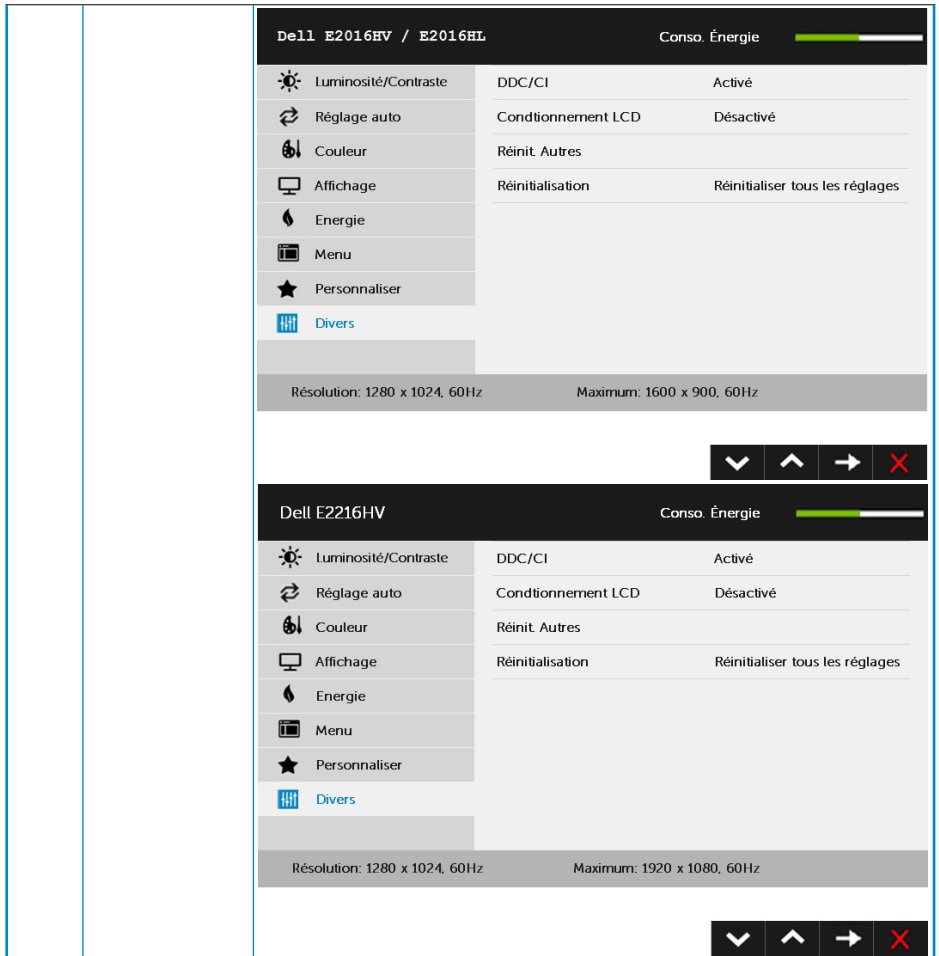 Dell E2016HV / E2016HL Conso. Énergie
Luminosité/Contraste DDC/CI Activé
Réglage auto Condtionnement LCD Désactivé
Couleur Réinit. Autres
Affichage Réinitialisation Réinitialiser tous les réglages
Energie
Menu
Personnaliser
Divers
Résolution: 1280 x 1024, 60Hz Maximum: 1600 x 900, 60Hz
Dell E2216HV Conso. Énergie
Luminosité/Contraste DDC/CI Activé
Réglage auto Condtionnement LCD Désactivé
Couleur Réinit. Autres
Affichage Réinitialisation Réinitialiser tous les réglages
Energie
Menu
Personnaliser
Divers
Résolution: 1280 x 1024, 60Hz Maximum: 1920 x 1080, 60Hz